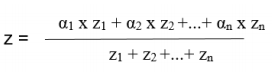 z = α₁ x z₁ + α₂ x z₂ +...+ αₙ x zₙ
z₁ + z₂ +...+ zₙ